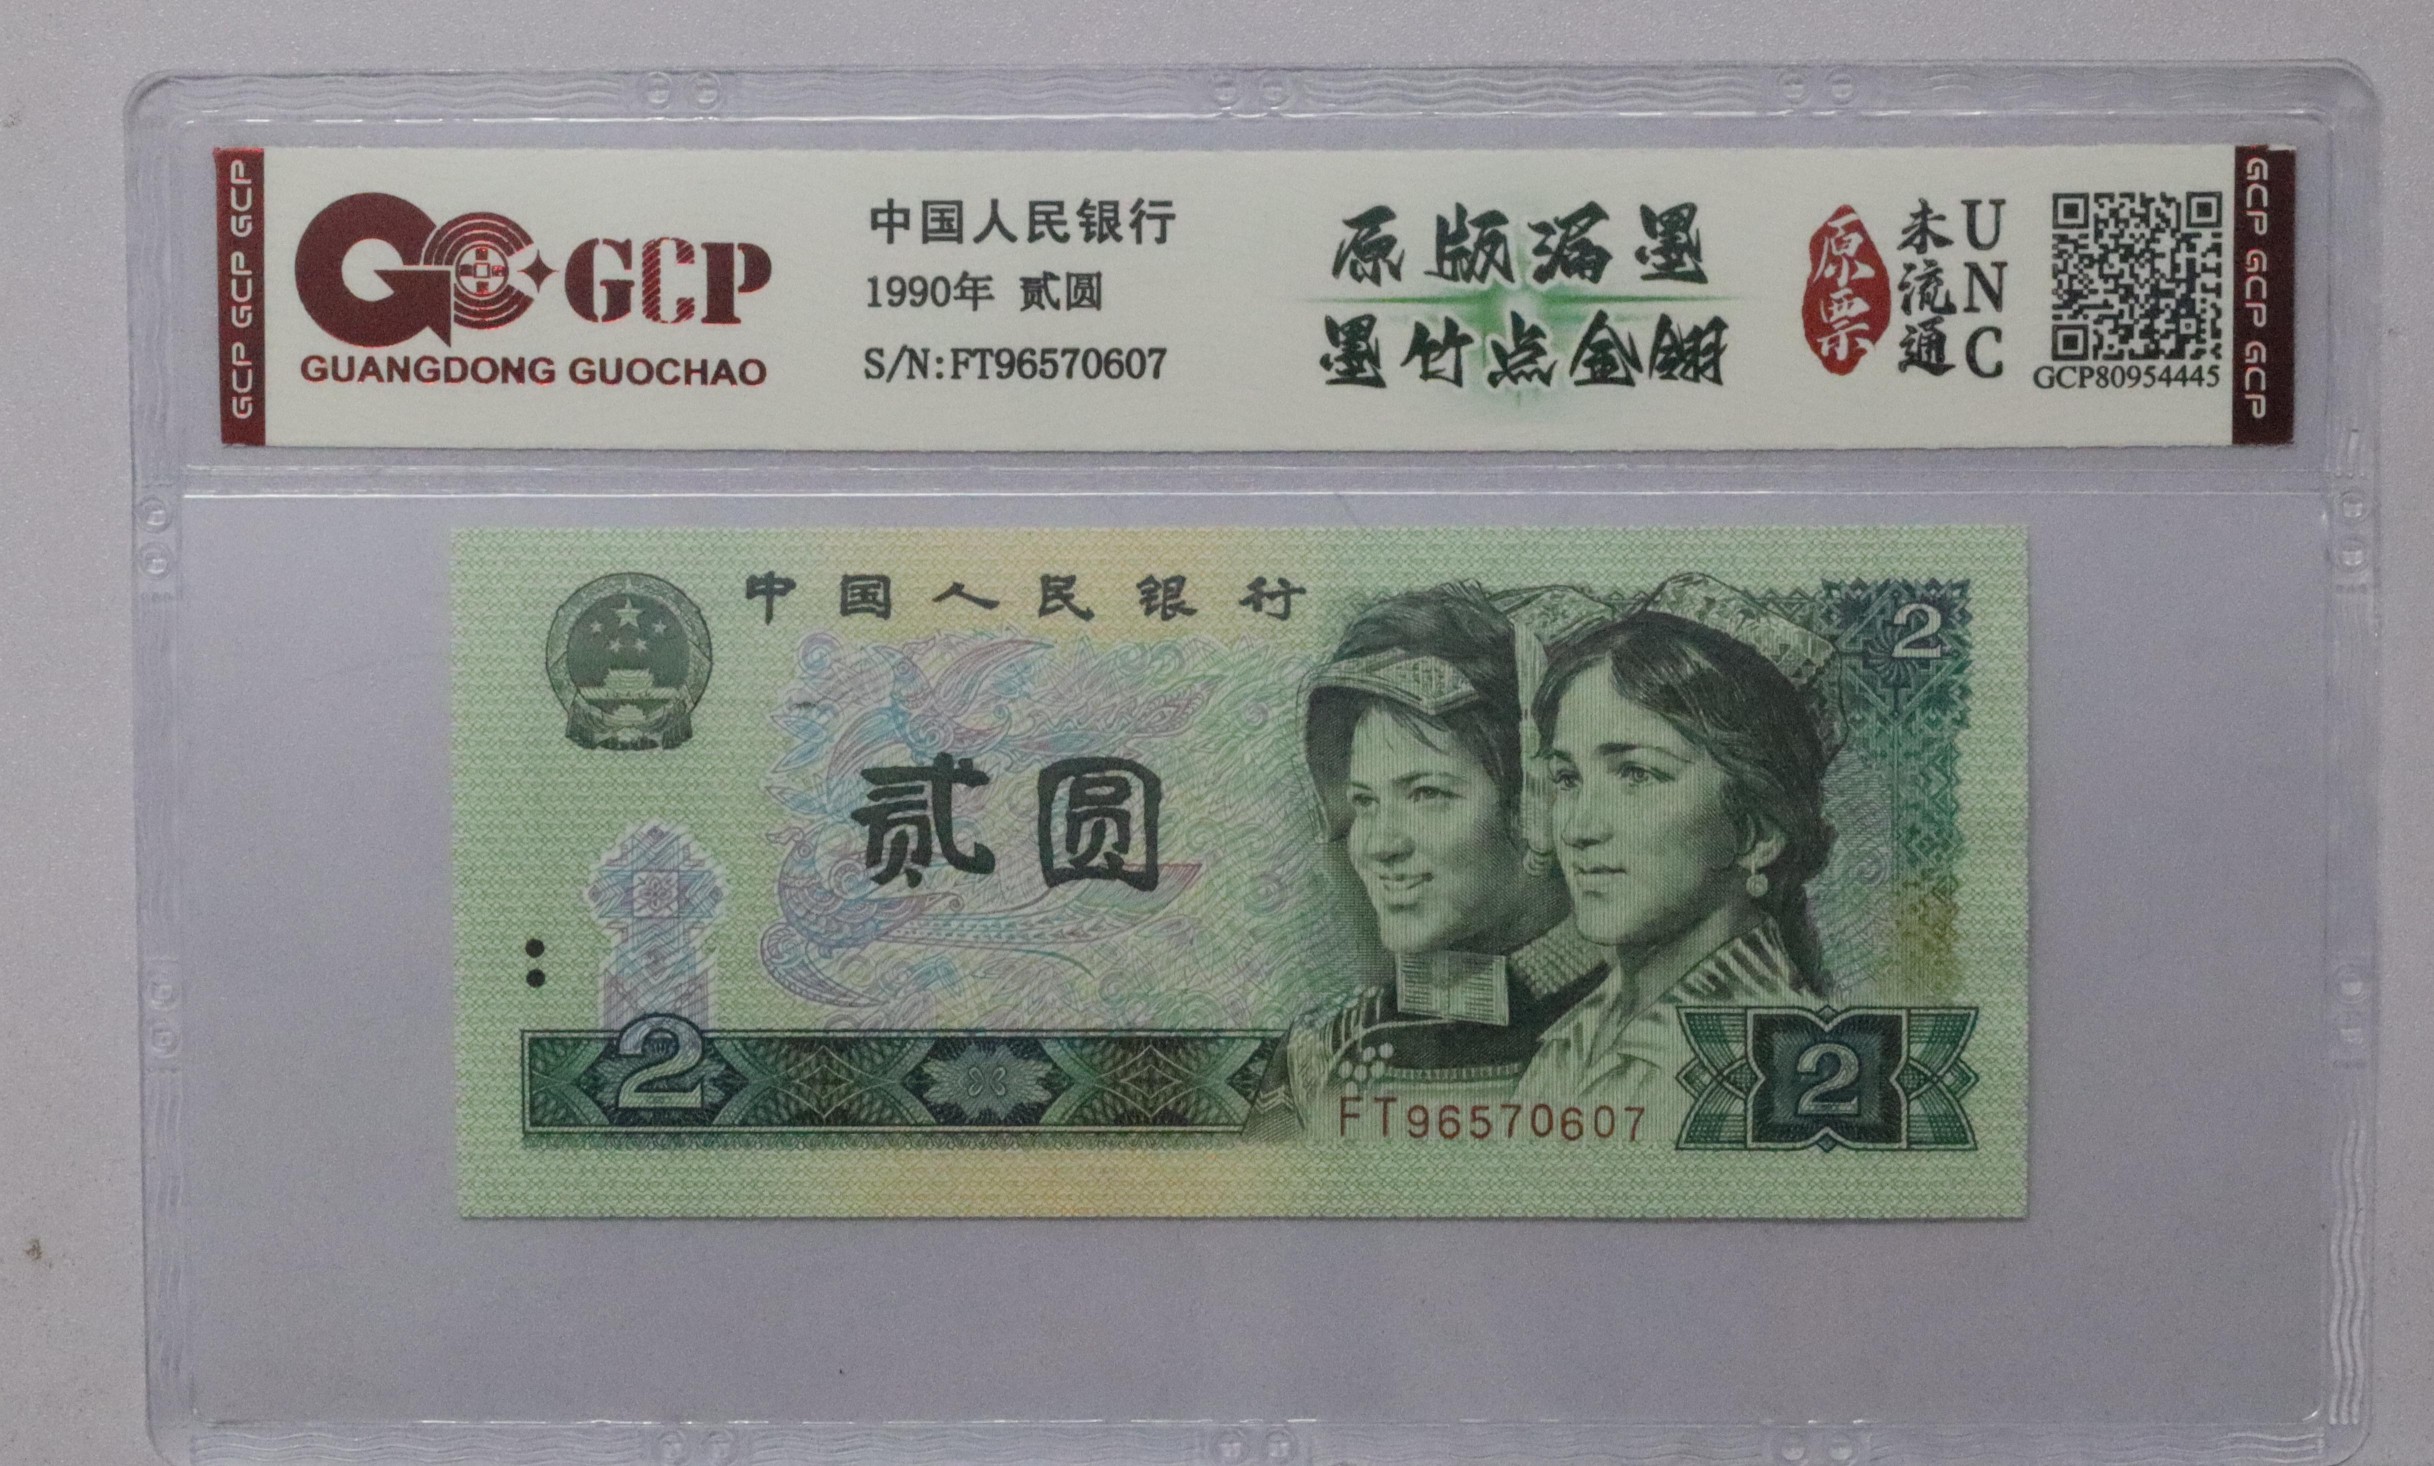 GCP GCP GCP
GCP
GUANGDONG GUOCHAO
中国人民银行
1990年 贰圆
S/N:FT96570607
原版漏墨
墨竹点金翎
原票
未流通
UNC
GCP80954445
GCP GCP GCP
中国人民银行
2
贰圆
2
FT96570607
2